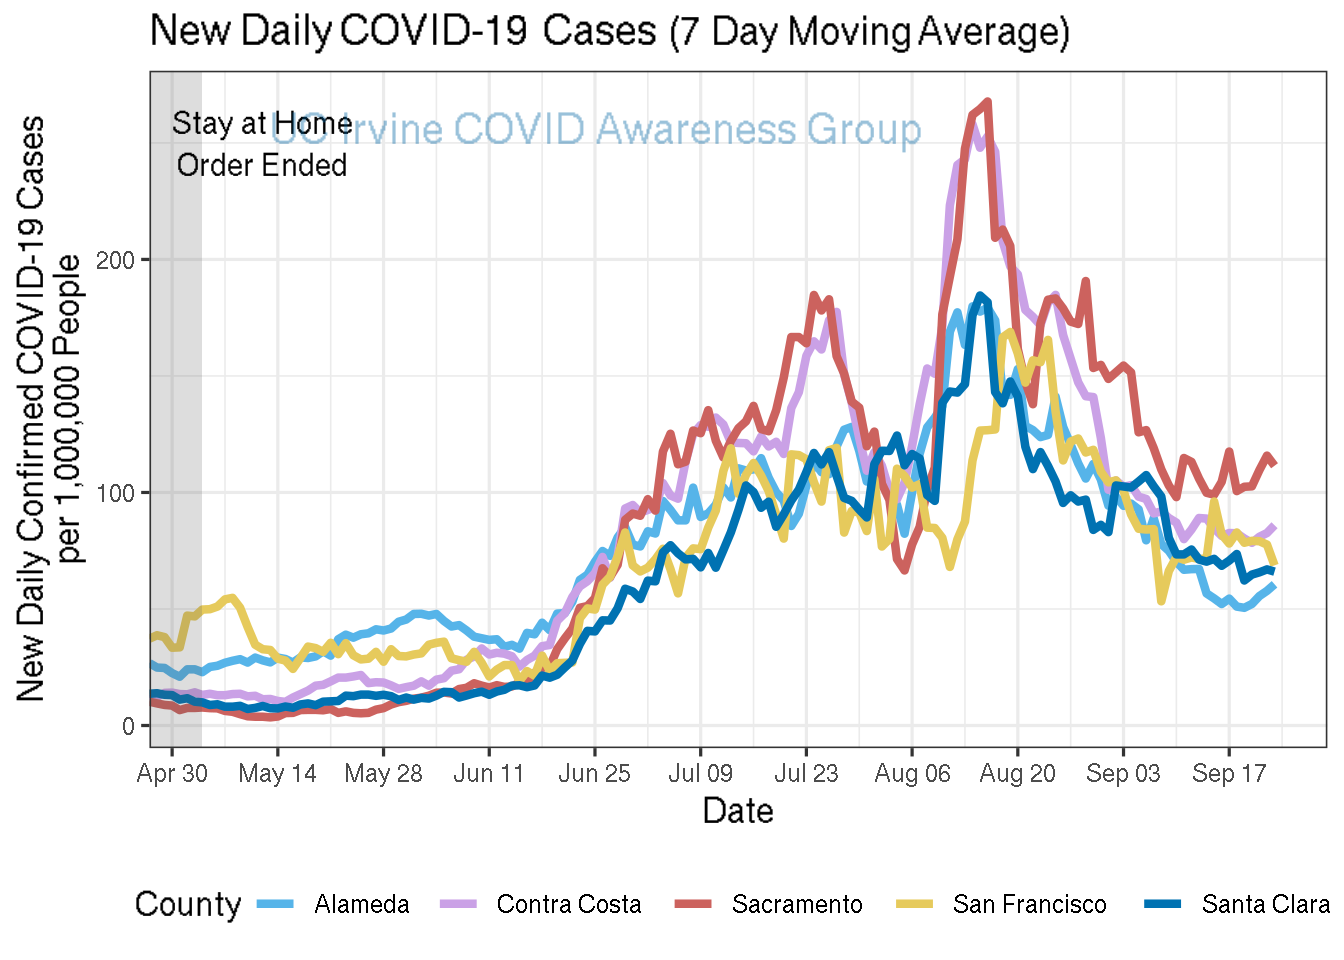 New Daily COVID-19 Cases (7 Day Moving Average)
UC Irvine COVID Awareness Group
Stay at Home
Order Ended
New Daily Confirmed COVID-19 Cases
per 1,000,000 People
200
100
0
Apr 30 May 14 May 28 Jun 11 Jun 25 Jul 09 Jul 23 Aug 06 Aug 20 Sep 03 Sep 17
Date
County Alameda Contra Costa Sacramento San Francisco Santa Clara